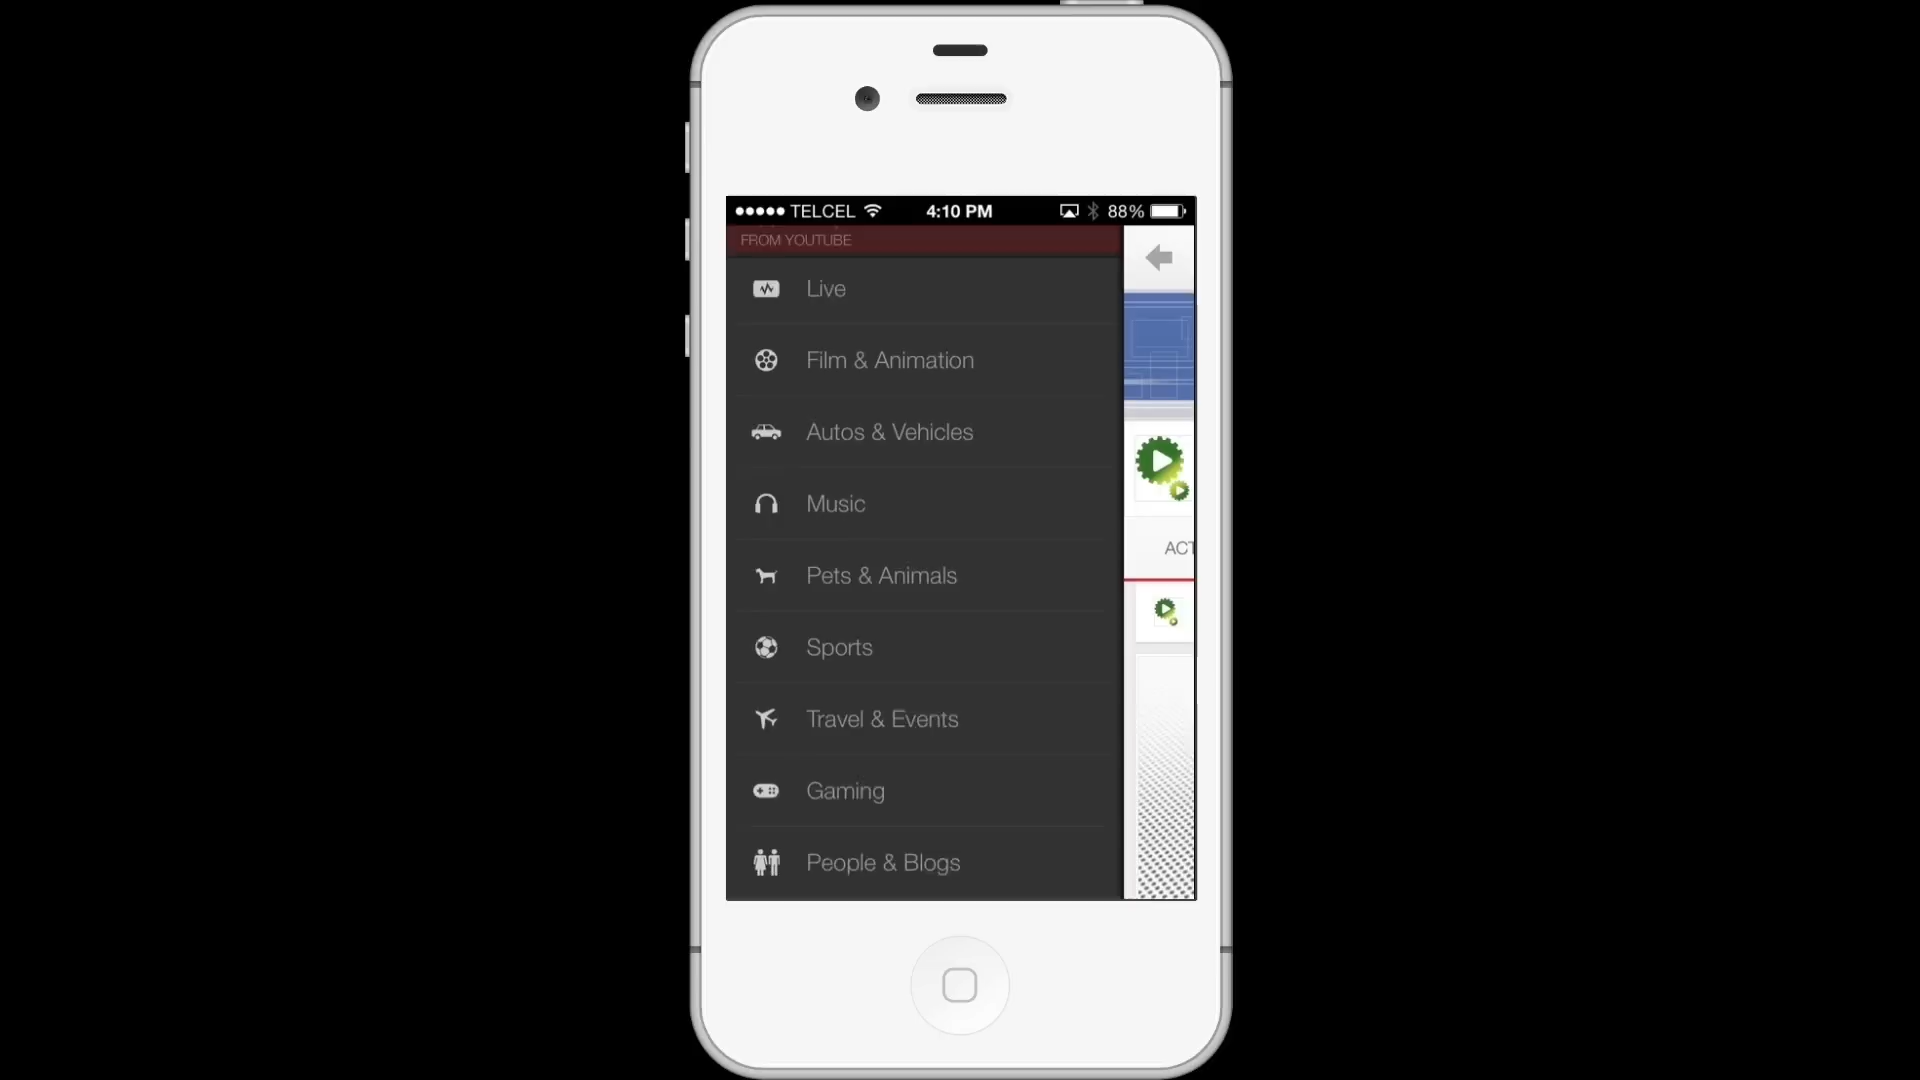 TELCEL 4:10 PM 88%
FROM YOUTUBE
Live
Film & Animation
Autos & Vehicles
Music
ACT
Pets & Animals
Sports
Travel & Events
Gaming
People & Blogs